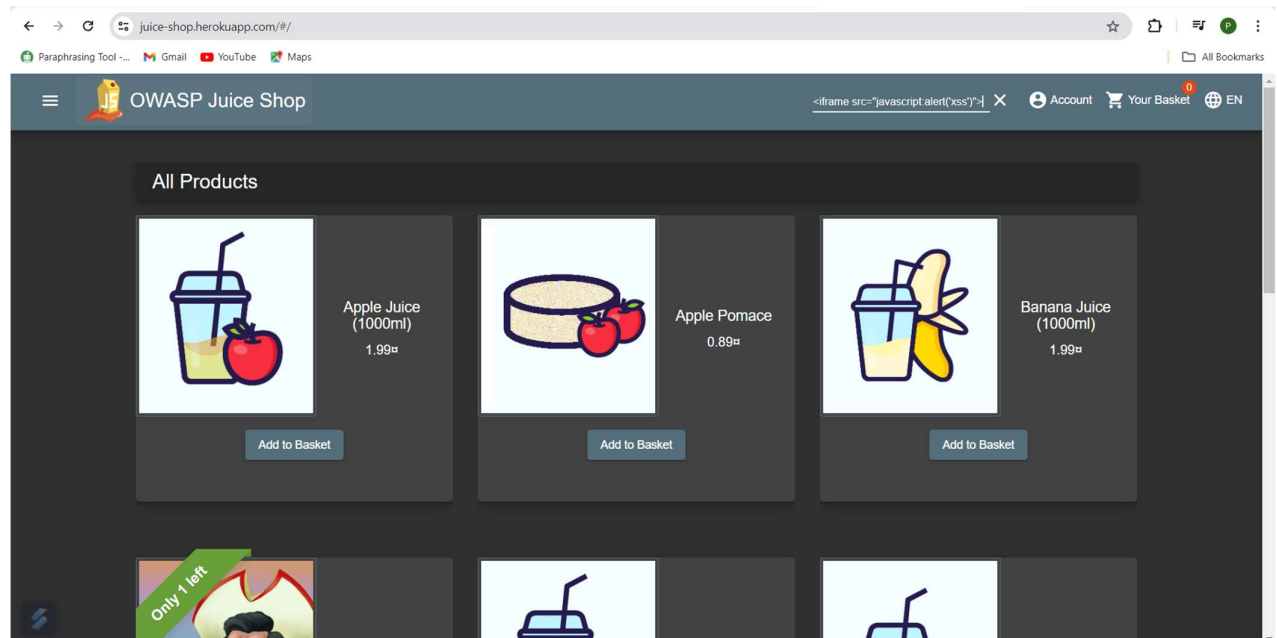 juice-shop.herokuapp.com/#/
P
Paraphrasing Tool -... Gmail YouTube Maps All Bookmarks
JS OWASP Juice Shop <iframe src="javascript:alert('xss')"> Account Your Basket 0 EN
All Products
Apple Juice
(1000ml)
1.99¤
Apple Pomace
0.89¤
Banana Juice
(1000ml)
1.99¤
Add to Basket Add to Basket Add to Basket
Only 1 left